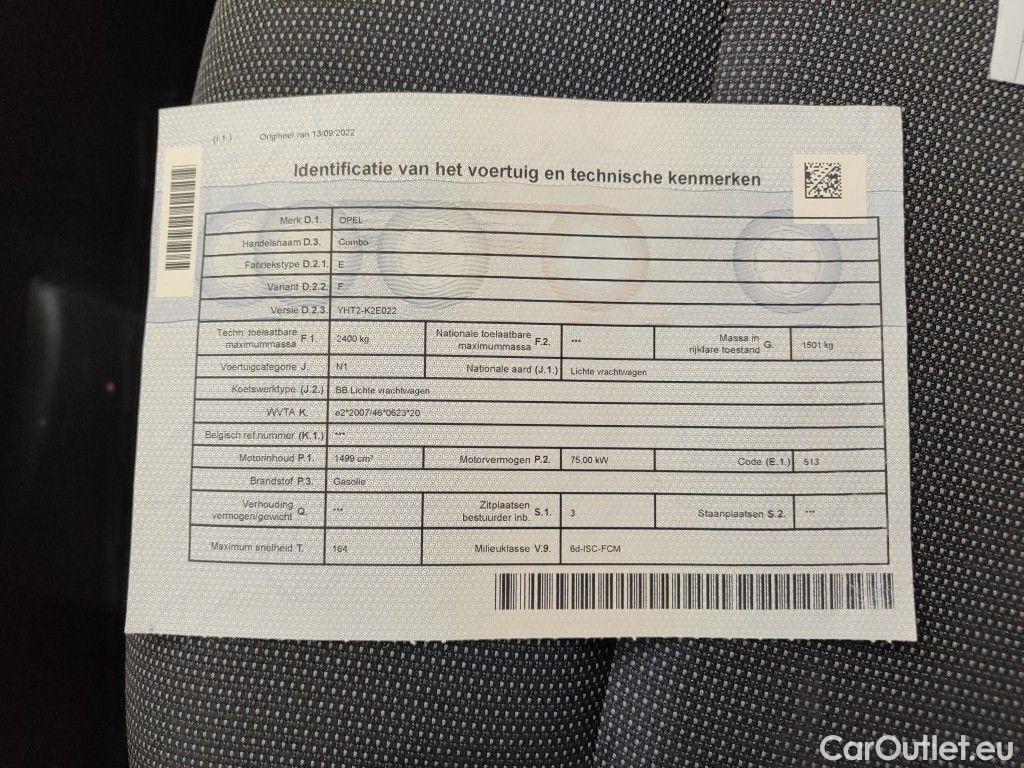 (I.1.) Origineel van 13/09/2022
Identificatie van het voertuig en technische kenmerken
Merk D.1. OPEL
Handelsnaam D.3. Combo
Fabriekstype D.2.1. E
Variant D.2.2. F
Versie D.2.3. YHT2-K2E022
Techn. toelaatbare maximummassa F.1. 2400 kg Nationale toelaatbare maximummassa F.2. *** Massa in rijklare toestand G. 1501 kg
Voertuigcategorie J. N1 Nationale aard (J.1.) Lichte vrachtwagen
Koetswerktype (J.2.) BB Lichte vrachtwagen
WVTA K. e2*2007/46*0623*20
Belgisch ref.nummer (K.1.) ***
Motorinhoud P.1. 1499 cm³ Motorvermogen P.2. 75,00 kW Code (E.1.) 513
Brandstof P.3. Gasolie
Verhouding vermogen/gewicht Q. *** Zitplaatsen bestuurder inb. S.1. 3 Staanplaatsen S.2. ***
Maximum snelheid T. 164 Milieuklasse V.9. 6d-ISC-FCM
CarOutlet.eu